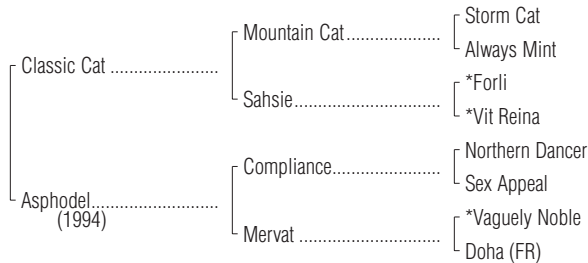 Storm Cat
Mountain Cat
Always Mint
Classic Cat
*Forli
Sahsie
*Vit Reina
Northern Dancer
Compliance
Sex Appeal
Asphodel
(1994)
*Vaguely Noble
Mervat
Doha (FR)